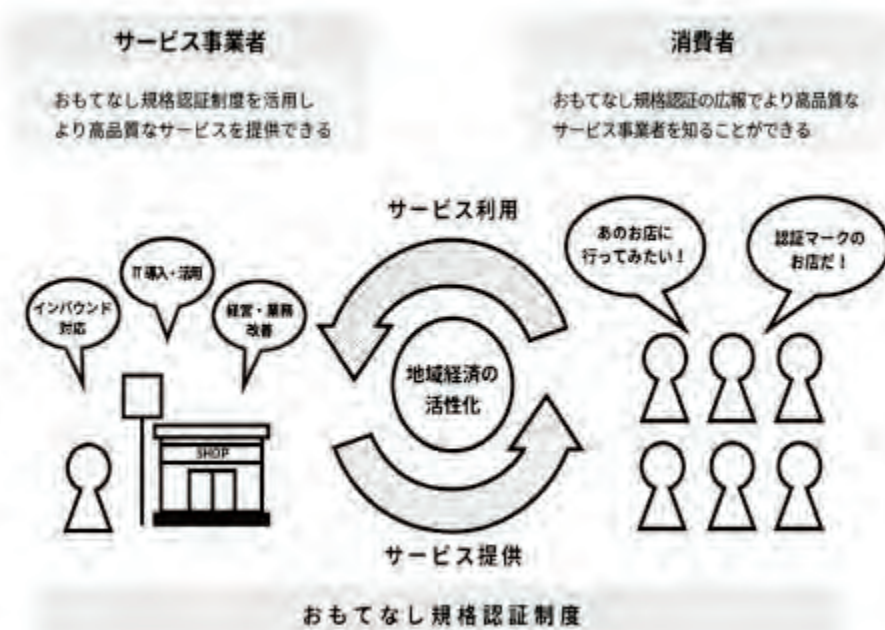 サービス事業者
おもてなし規格認証制度を活用し
より高品質なサービスを提供できる
消費者
おもてなし規格認証の広報でより高品質な
サービス事業者を知ることができる
サービス利用
インバウンド
対応
IT導入・活用
経営・業務
改善
あのお店に
行ってみたい！
認証マークの
お店だ！
地域経済の
活性化
SHOP
サービス提供
おもてなし規格認証制度